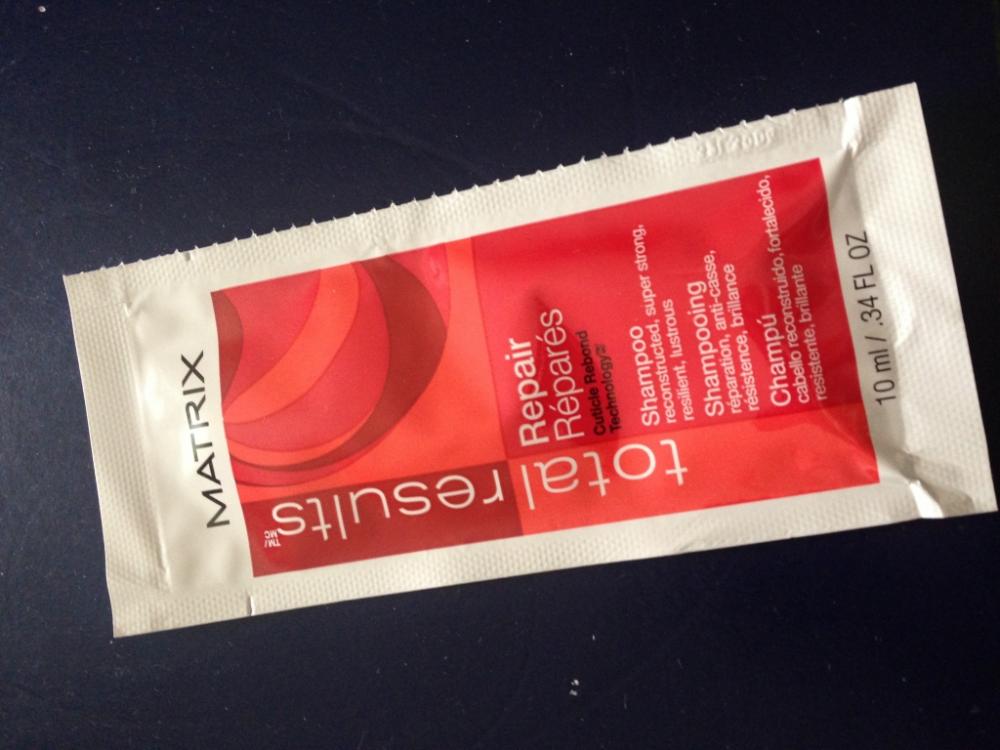 MATRIX
total results
TM/
MC
Repair
Réparés
Cuticle Rebond
Technology
Shampoo
reconstructed, super strong,
resilient, lustrous
Shampooing
réparation, anti-casse,
résistence, brillance
Champú
cabello reconstruido, fortalecido,
resistente, brillante
10 ml / .34 FL OZ